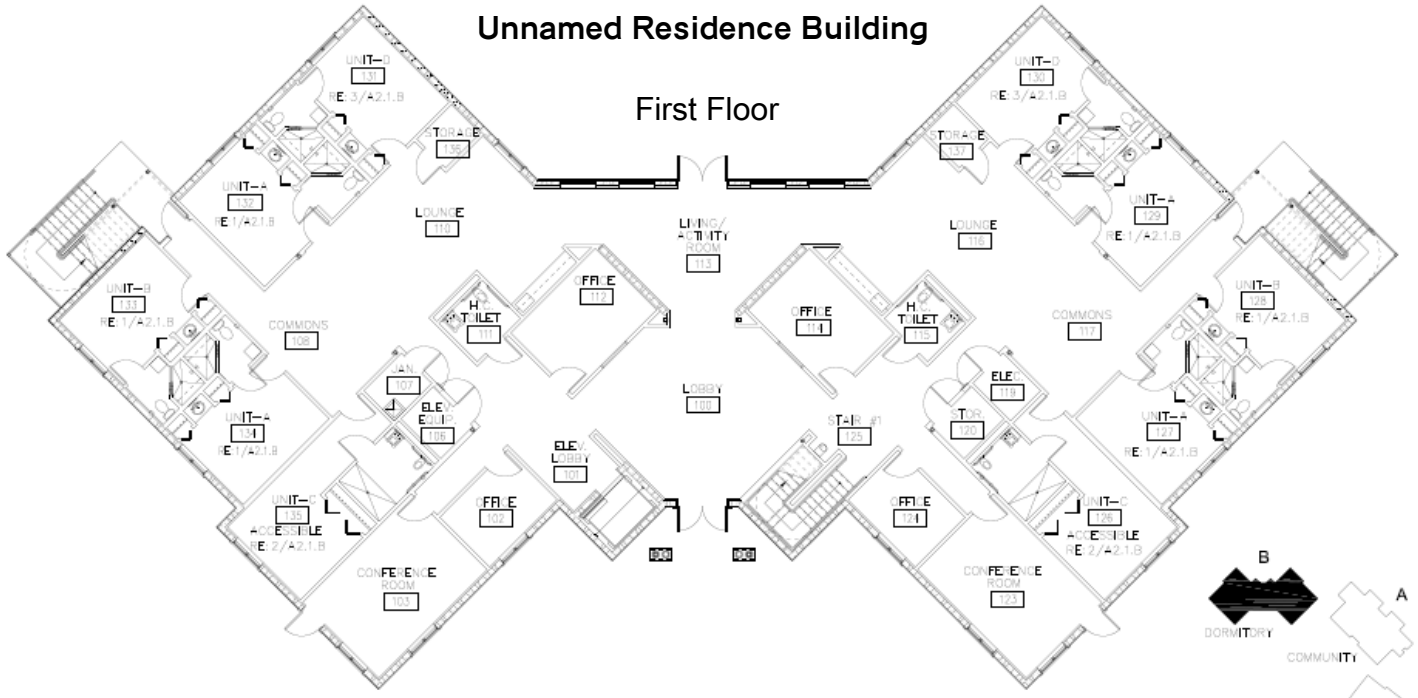 Unnamed Residence Building
First Floor
UNIT-D
131
RE: 3/A2.1.B
STORAGE
136
UNIT-A
132
RE: 1/A2.1.B
LOUNGE
110
UNIT-B
133
RE: 1/A2.1.B
COMMONS
108
UNIT-A
134
RE: 1/A2.1.B
H.C.
TOILET
111
OFFICE
112
JAN.
107
ELEV.
EQUIP.
106
UNIT-C
135
ACCESSIBLE
RE: 2/A2.1.B
OFFICE
102
ELEV.
LOBBY
101
CONFERENCE
ROOM
103
LIVING/
ACTIVITY
ROOM
113
LOBBY
100
UNIT-D
130
RE: 3/A2.1.B
STORAGE
137
UNIT-A
129
RE: 1/A2.1.B
LOUNGE
116
UNIT-B
128
RE: 1/A2.1.B
OFFICE
114
H.C.
TOILET
115
COMMONS
117
ELEC.
119
STOR.
120
UNIT-A
127
RE: 1/A2.1.B
STAIR #1
125
OFFICE
124
UNIT-C
126
ACCESSIBLE
RE: 2/A2.1.B
CONFERENCE
ROOM
123
B
A
DORMITORY
COMMUNITY